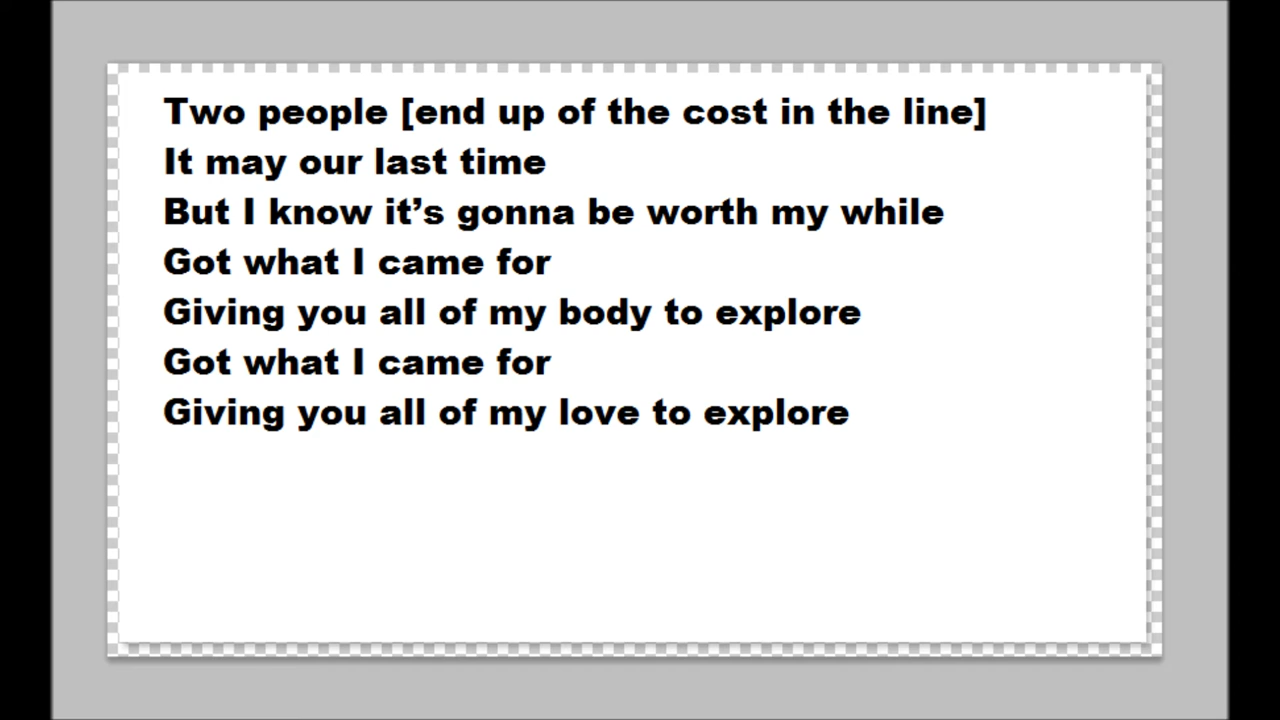 Two people [end up of the cost in the line]
It may our last time
But I know it’s gonna be worth my while
Got what I came for
Giving you all of my body to explore
Got what I came for
Giving you all of my love to explore